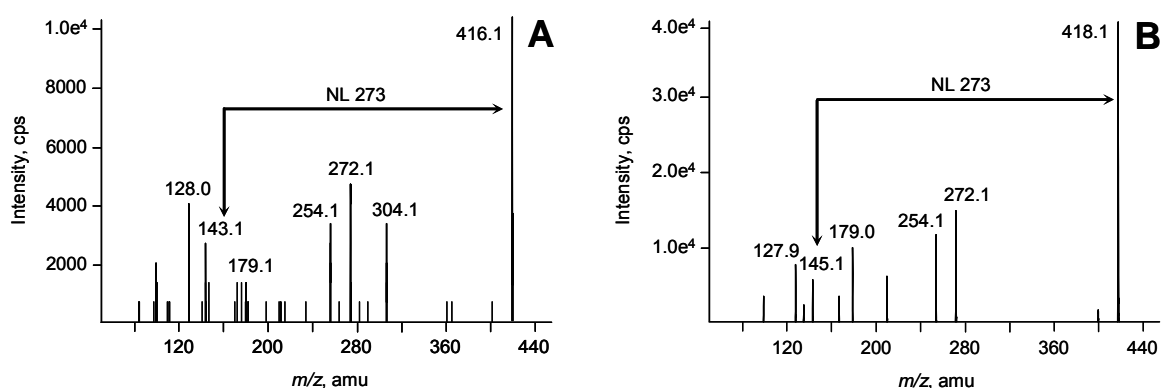 A
1.0e⁴
8000
6000
4000
2000
Intensity, cps
416.1
NL 273
272.1
128.0
254.1
304.1
143.1
179.1
120
200
280
360
440
m/z, amu
B
4.0e⁴
3.0e⁴
2.0e⁴
1.0e⁴
Intensity, cps
418.1
NL 273
272.1
254.1
179.0
127.9
145.1
120
200
280
360
440
m/z, amu